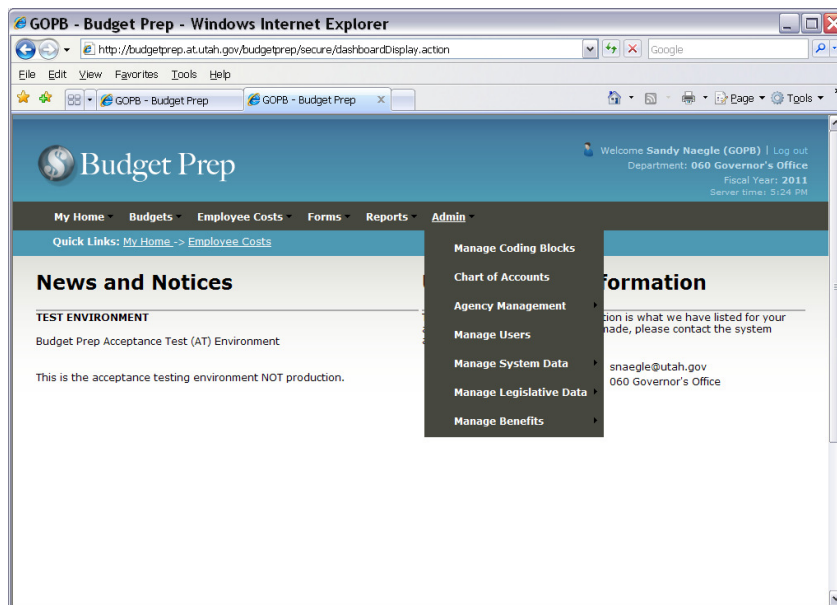 GOPB - Budget Prep - Windows Internet Explorer
http://budgetprep.at.utah.gov/budgetprep/secure/dashboardDisplay.action
Google
File Edit View Favorites Tools Help
GOPB - Budget Prep
GOPB - Budget Prep X
Page Tools
Budget Prep
Welcome Sandy Naegle (GOPB) | Log out
Department: 060 Governor's Office
Fiscal Year: 2011
Server time: 5:24 PM
My Home Budgets Employee Costs Forms Reports Admin
Quick Links: My Home -> Employee Costs
Manage Coding Blocks
Chart of Accounts
Agency Management
Manage Users
Manage System Data
Manage Legislative Data
Manage Benefits
News and Notices
TEST ENVIRONMENT
Budget Prep Acceptance Test (AT) Environment
This is the acceptance testing environment NOT production.
formation
tion is what we have listed for your
made, please contact the system
snaegle@utah.gov
060 Governor's Office